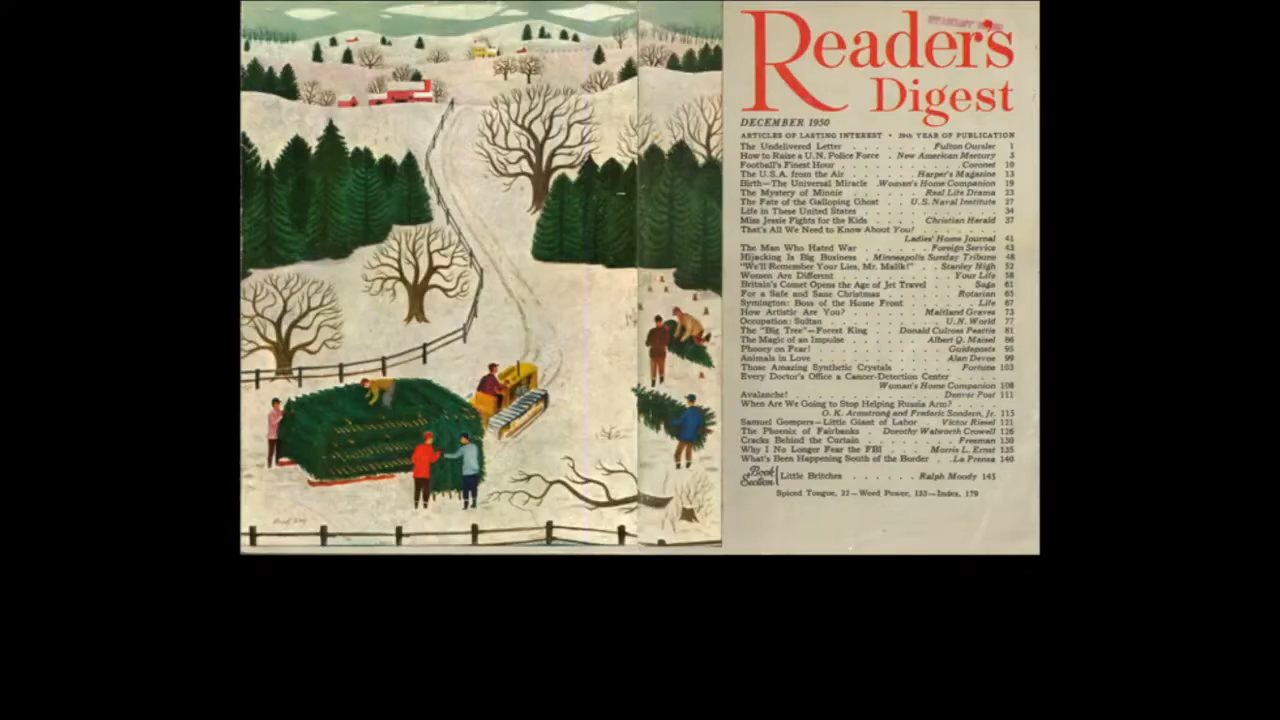 Reader's
Digest
DECEMBER 1950
ARTICLES OF LASTING INTEREST • 29th YEAR OF PUBLICATION
The Undelivered Letter . . . . . . . Fulton Oursler 1
How to Raise a U.N. Police Force . New American Mercury 3
Football's Finest Hour . . . . . . . . . Coronet 10
The U.S.A. from the Air . . . . . . . Harper's Magazine 13
Birth—The Universal Miracle . Woman's Home Companion 19
The Mystery of Minnie . . . . . . . Real Life Drama 23
The Fate of the Galloping Ghost . . U.S. Naval Institute 27
Life in These United States . . . . . . . . . . 34
Miss Jessie Fights for the Kids . . . . Christian Herald 37
That's All We Need to Know About You! . . . . . . .
Ladies' Home Journal 41
The Man Who Hated War . . . . . . Foreign Service 43
Hijacking Is Big Business . Minneapolis Sunday Tribune 48
"We'll Remember Your Lies, Mr. Malik!" . . Stanley High 52
Women Are Different . . . . . . . . . Your Life 58
Britain's Comet Opens the Age of Jet Travel . . . Saga 61
For a Safe and Sane Christmas . . . . . . Rotarian 65
Symington: Boss of the Home Front . . . . . Life 67
How Artistic Are You? . . . . . . . Maitland Graves 73
Occupation: Sultan . . . . . . . . . U.N. World 77
The "Big Tree"—Forest King . . Donald Culross Peattie 81
The Magic of an Impulse . . . . . . Albert Q. Maisel 86
Phooey on Fear! . . . . . . . . . . Guideposts 95
Animals in Love . . . . . . . . . . Alan Devoe 99
Those Amazing Synthetic Crystals . . . . . Fortune 103
Every Doctor's Office a Cancer-Detection Center . . . .
Woman's Home Companion 108
Avalanche! . . . . . . . . . . . Denver Post 111
When Are We Going to Stop Helping Russia Arm? . . . .
O. K. Armstrong and Frederic Sondern, Jr. 115
Samuel Gompers—Little Giant of Labor . Victor Riesel 121
The Phoenix of Fairbanks . Dorothy Walworth Crowell 126
Cracks Behind the Curtain . . . . . . . . Freeman 130
Why I No Longer Fear the FBI . . . Morris L. Ernst 135
What's Been Happening South of the Border . . La Prensa 140
Book Section Little Britches . . . . . . . Ralph Moody 145
Spiced Tongue, 31—Word Power, 133—Index, 179